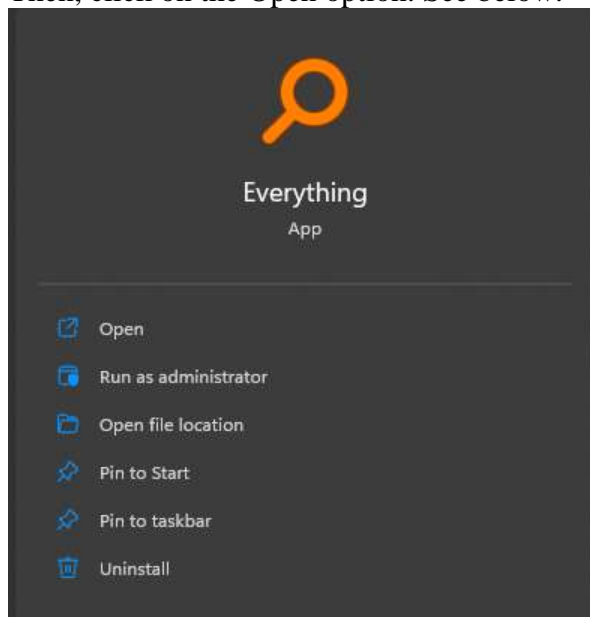 Then, click on the Open option. See below:
Everything
App
Open
Run as administrator
Open file location
Pin to Start
Pin to taskbar
Uninstall